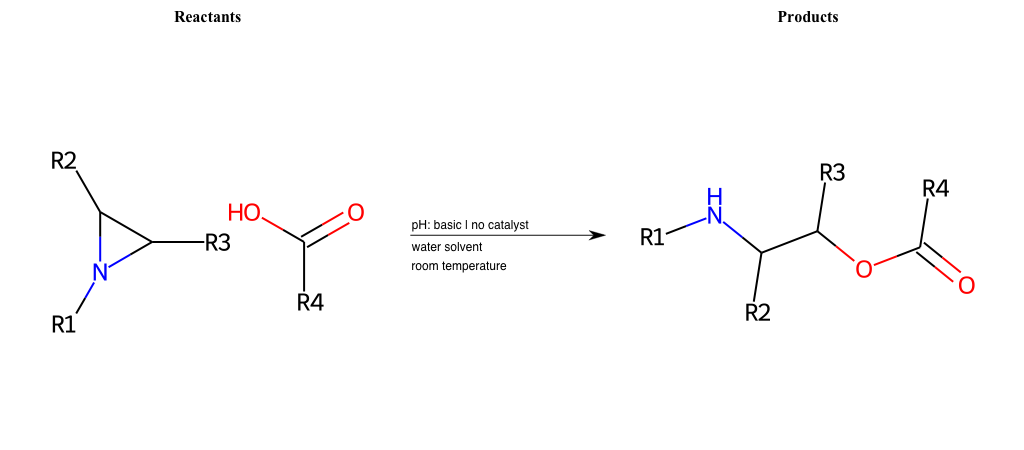 Reactants
Products
R2
R3
N
R1
HO
O
R4
pH: basic | no catalyst
water solvent
room temperature
R3
R4
H
N
R1
O
O
R2